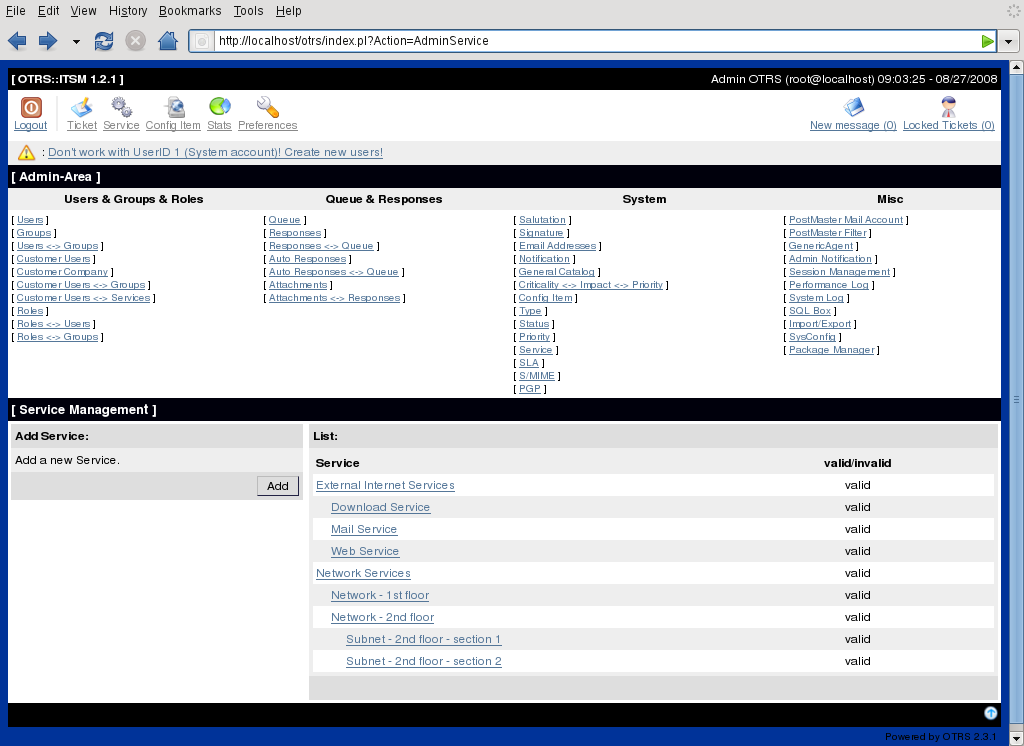 File Edit View History Bookmarks Tools Help
http://localhost/otrs/index.pl?Action=AdminService
[ OTRS::ITSM 1.2.1 ] Admin OTRS (root@localhost) 09:03:25 - 08/27/2008
Logout Ticket Service Config Item Stats Preferences New message (0) Locked Tickets (0)
: Don't work with UserID 1 (System account)! Create new users!
[ Admin-Area ]
Users & Groups & Roles Queue & Responses System Misc
[ Users ] [ Queue ] [ Salutation ] [ PostMaster Mail Account ]
[ Groups ] [ Responses ] [ Signature ] [ PostMaster Filter ]
[ Users <-> Groups ] [ Responses <-> Queue ] [ Email Addresses ] [ GenericAgent ]
[ Customer Users ] [ Auto Responses ] [ Notification ] [ Admin Notification ]
[ Customer Company ] [ Auto Responses <-> Queue ] [ General Catalog ] [ Session Management ]
[ Customer Users <-> Groups ] [ Attachments ] [ Criticality <-> Impact <-> Priority ] [ Performance Log ]
[ Customer Users <-> Services ] [ Attachments <-> Responses ] [ Config Item ] [ System Log ]
[ Roles ] [ Type ] [ SQL Box ]
[ Roles <-> Users ] [ Status ] [ Import/Export ]
[ Roles <-> Groups ] [ Priority ] [ SysConfig ]
[ Service ] [ Package Manager ]
[ SLA ]
[ S/MIME ]
[ PGP ]
[ Service Management ]
Add Service: List:
Add a new Service. Service valid/invalid
Add External Internet Services valid
Download Service valid
Mail Service valid
Web Service valid
Network Services valid
Network - 1st floor valid
Network - 2nd floor valid
Subnet - 2nd floor - section 1 valid
Subnet - 2nd floor - section 2 valid
Powered by OTRS 2.3.1